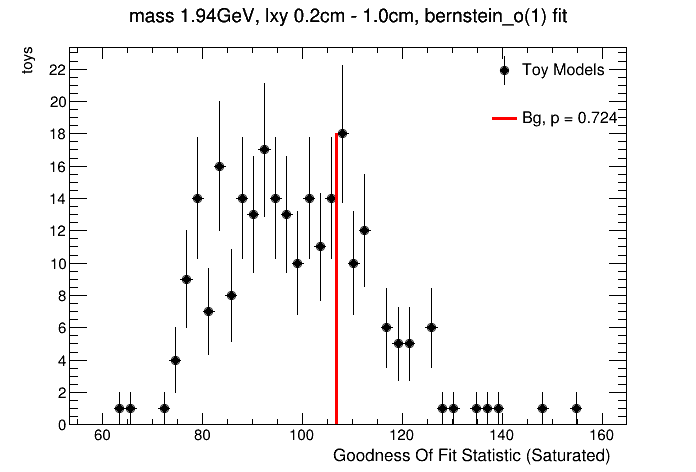 mass 1.94GeV, lxy 0.2cm - 1.0cm, bernstein_o(1) fit
toys
Toy Models
Bg, p = 0.724
22
20
18
16
14
12
10
8
6
4
2
0
60 80 100 120 140 160
Goodness Of Fit Statistic (Saturated)